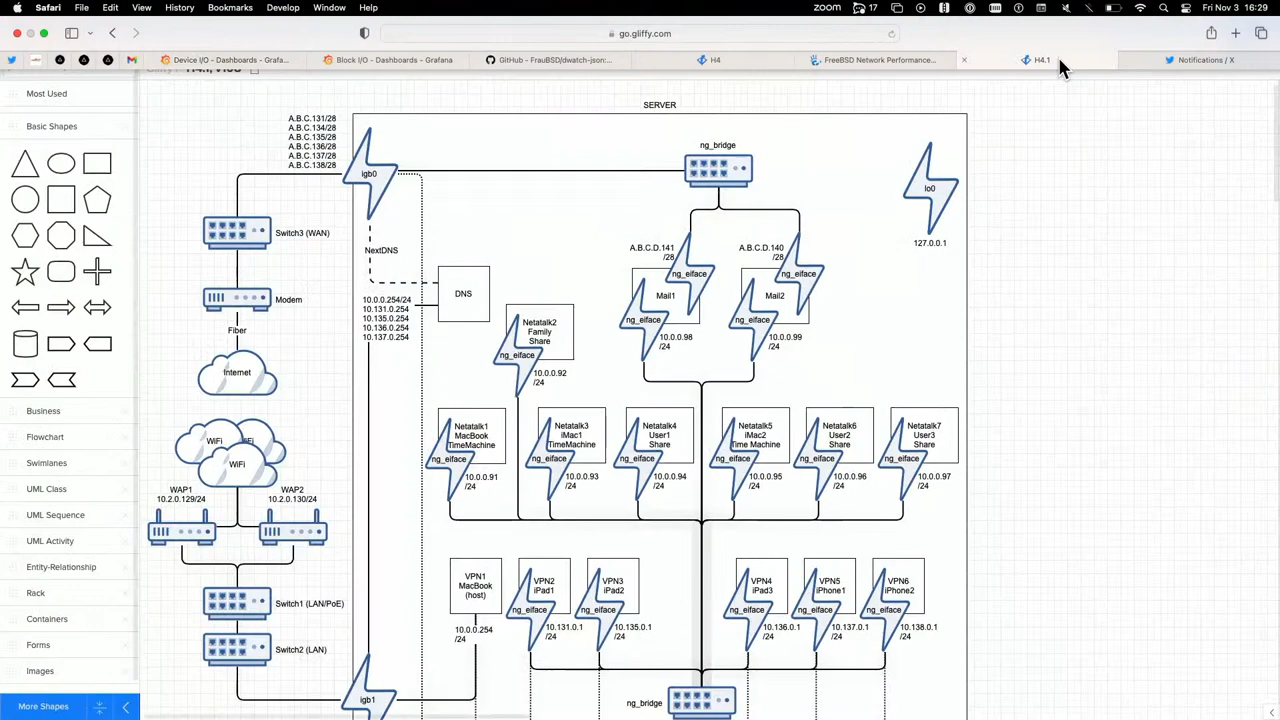 Safari File Edit View History Bookmarks Develop Window Help
zoom 17 Fri Nov 3 16:29
go.gliffy.com
Device I/O - Dashboards - Grafa...
Block I/O - Dashboards - Grafana
GitHub - FrauBSD/dwatch-json:...
H4
FreeBSD Network Performance...
H4.1
Notifications / X
Most Used
Basic Shapes
Business
Flowchart
Swimlanes
UML Class
UML Sequence
UML Activity
Entity-Relationship
Rack
Containers
Forms
Images
More Shapes
SERVER
A.B.C.131/28
A.B.C.134/28
A.B.C.135/28
A.B.C.136/28
A.B.C.137/28
A.B.C.138/28
igb0
ng_bridge
lo0
127.0.0.1
Switch3 (WAN)
Modem
Fiber
Internet
NextDNS
DNS
10.0.0.254/24
10.131.0.254
10.135.0.254
10.136.0.254
10.137.0.254
A.B.C.D.141
/28
ng_eiface
Mail1
ng_eiface
10.0.0.98
/24
A.B.C.D.140
/28
ng_eiface
Mail2
ng_eiface
10.0.0.99
/24
Netatalk2
Family
Share
ng_eiface
10.0.0.92
/24
Netatalk1
MacBook
TimeMachine
ng_eiface
10.0.0.91
/24
Netatalk3
iMac1
TimeMachine
ng_eiface
10.0.0.93
/24
Netatalk4
User1
Share
ng_eiface
10.0.0.94
/24
Netatalk5
iMac2
Time Machine
ng_eiface
10.0.0.95
/24
Netatalk6
User2
Share
ng_eiface
10.0.0.96
/24
Netatalk7
User3
Share
ng_eiface
10.0.0.97
/24
WiFi
WiFi
WAP1
10.2.0.129/24
WAP2
10.2.0.130/24
Switch1 (LAN/PoE)
Switch2 (LAN)
igb1
VPN1
MacBook
(host)
10.0.0.254
/24
VPN2
iPad1
ng_eiface
10.131.0.1
/24
VPN3
iPad2
ng_eiface
10.135.0.1
/24
VPN4
iPad3
ng_eiface
10.136.0.1
/24
VPN5
iPhone1
ng_eiface
10.137.0.1
/24
VPN6
iPhone2
ng_eiface
10.138.0.1
/24
ng_bridge